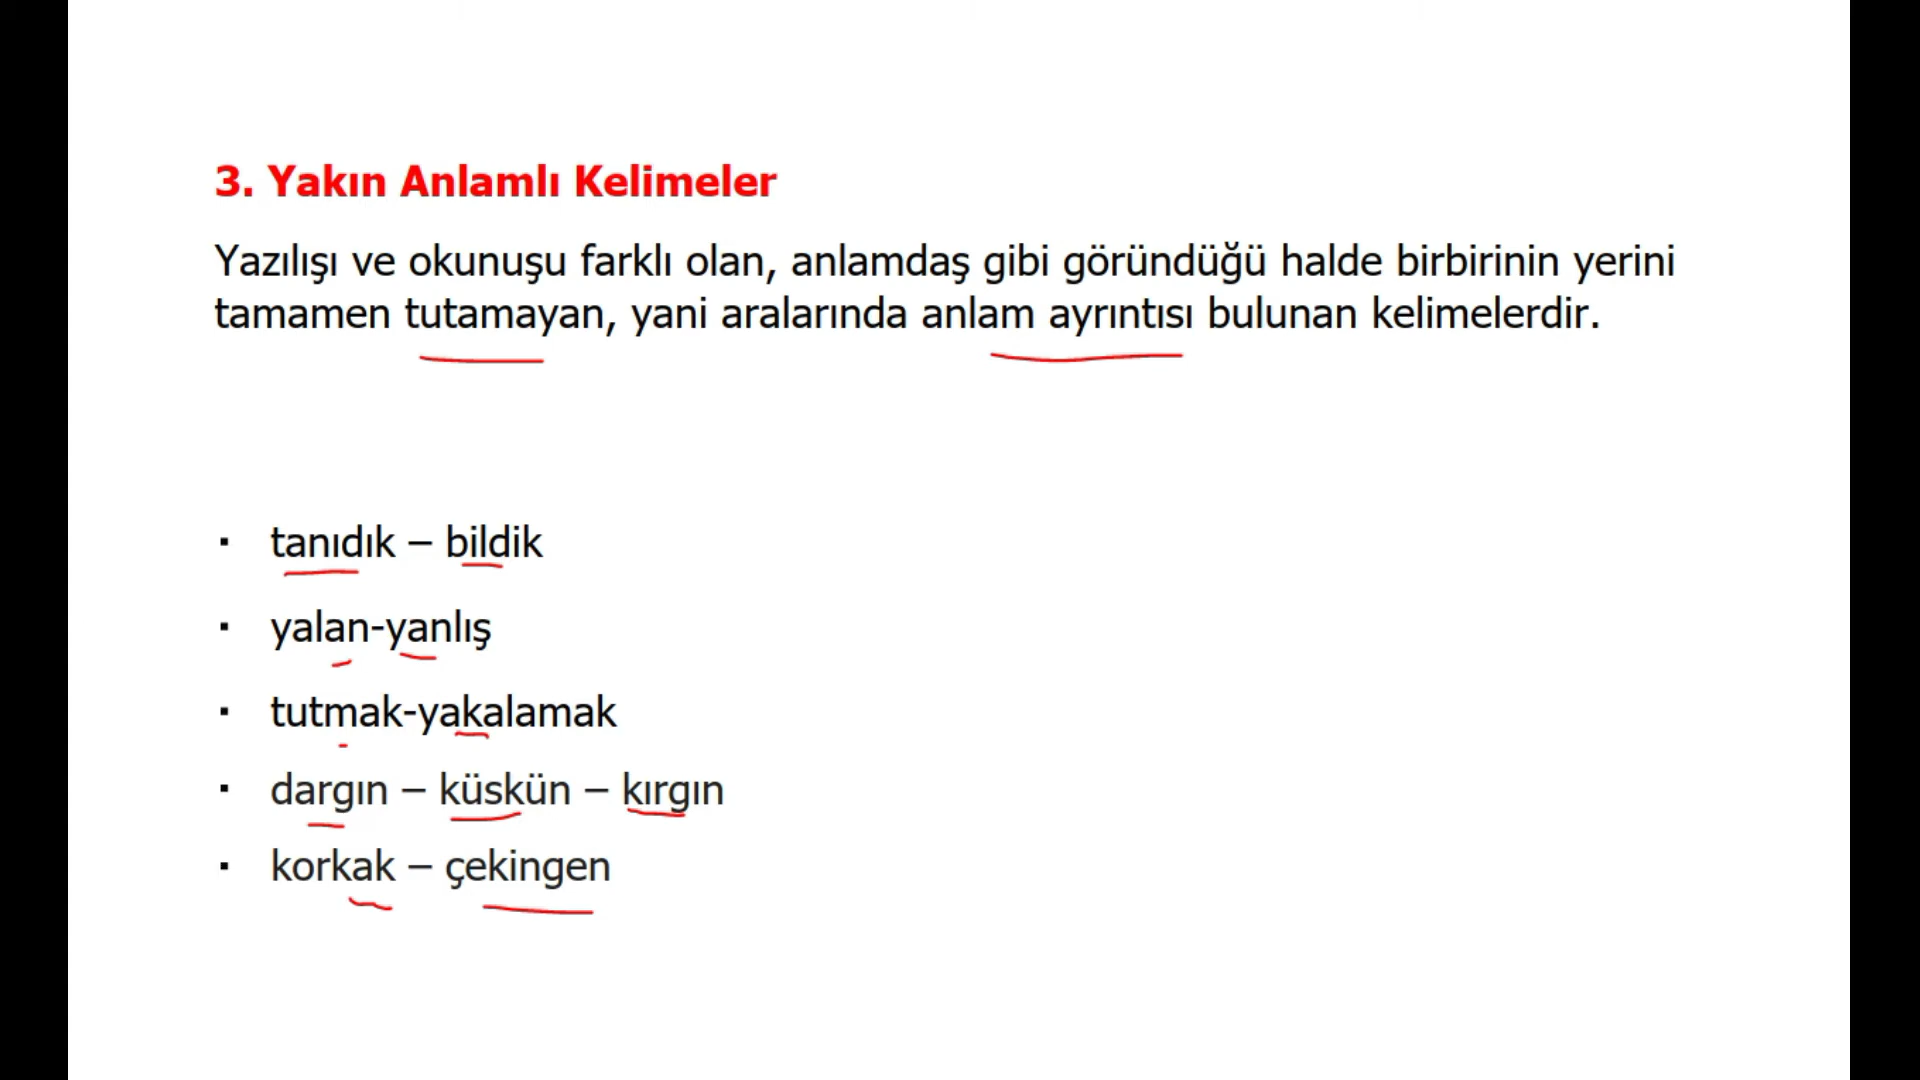 3. Yakın Anlamlı Kelimeler
Yazılışı ve okunuşu farklı olan, anlamdaş gibi göründüğü halde birbirinin yerini
tamamen tutamayan, yani aralarında anlam ayrıntısı bulunan kelimelerdir.
▪ tanıdık – bildik
▪ yalan-yanlış
▪ tutmak-yakalamak
▪ dargın – küskün – kırgın
▪ korkak – çekingen